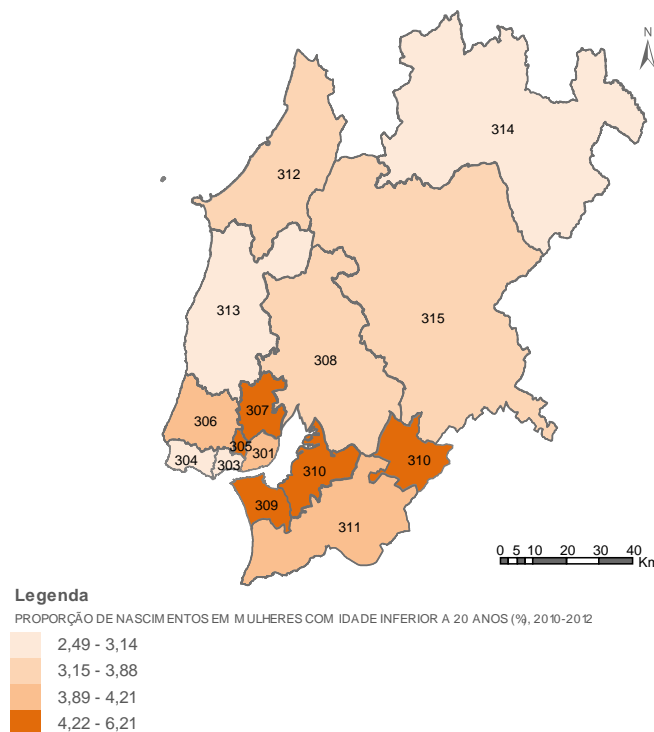 N
314
312
315
313
308
307
306
305
301
304
303
310
310
309
311
0 5 10 20 30 40
Km
Legenda
PROPORÇÃO DE NASCIMENTOS EM MULHERES COM IDADE INFERIOR A 20 ANOS (%), 2010-2012
2,49 - 3,14
3,15 - 3,88
3,89 - 4,21
4,22 - 6,21